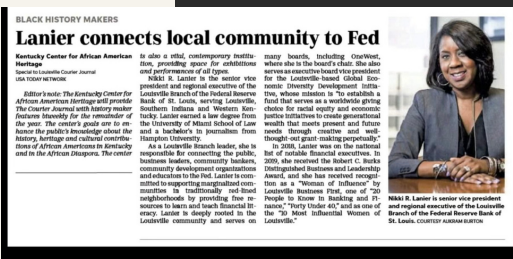 BLACK HISTORY MAKERS
Lanier connects local community to Fed
Kentucky Center for African American
Heritage
Special to Louisville Courier Journal
USA TODAY NETWORK
Editor's note: The Kentucky Center for
African American Heritage will provide
The Courier Journal with history maker
features biweekly for the remainder of
the year. The center's goals are to en-
hance the public's knowledge about the
history, heritage and cultural contribu-
tions of African Americans in Kentucky
and in the African Diaspora. The center
is also a vital, contemporary institu-
tion, providing space for exhibitions
and performances of all types.
Nikki R. Lanier is the senior vice
president and regional executive of the
Louisville Branch of the Federal Reserve
Bank of St. Louis, serving Louisville,
Southern Indiana and Western Ken-
tucky. Lanier earned a law degree from
the University of Miami School of Law
and a bachelor's in journalism from
Hampton University.
As a Louisville Branch leader, she is
responsible for connecting the public,
business leaders, community bankers,
community development organizations
and educators to the Fed. Lanier is com-
mitted to supporting marginalized com-
munities in traditionally red-lined
neighborhoods by providing free re-
sources to learn and teach financial lit-
eracy. Lanier is deeply rooted in the
Louisville community and serves on
many boards, including OneWest,
where she is the board's chair. She also
serves an executive board vice president
for the Louisville-based Global Eco-
nomic Diversity Development Initia-
tive, whose mission is "to establish a
fund that serves as a worldwide giving
choice for racial equity and economic
justice initiatives to create generational
wealth that meets present and future
needs through creative and well-
thought-out grant-making perpetually."
In 2018, Lanier was on the national
list of notable financial executives. In
2019, she received the Robert C. Burks
Distinguished Business and Leadership
Award, and she has received recogni-
tion as a "Woman of Influence" by
Louisville Business First, one of "20
People to Know in Banking and Fi-
nance," "Forty Under 40," and as one of
the "10 Most Influential Women of
Louisville."
Nikki R. Lanier is senior vice president
and regional executive of the Louisville
Branch of the Federal Reserve Bank of
St. Louis. COURTESY AUKRAM BURTON